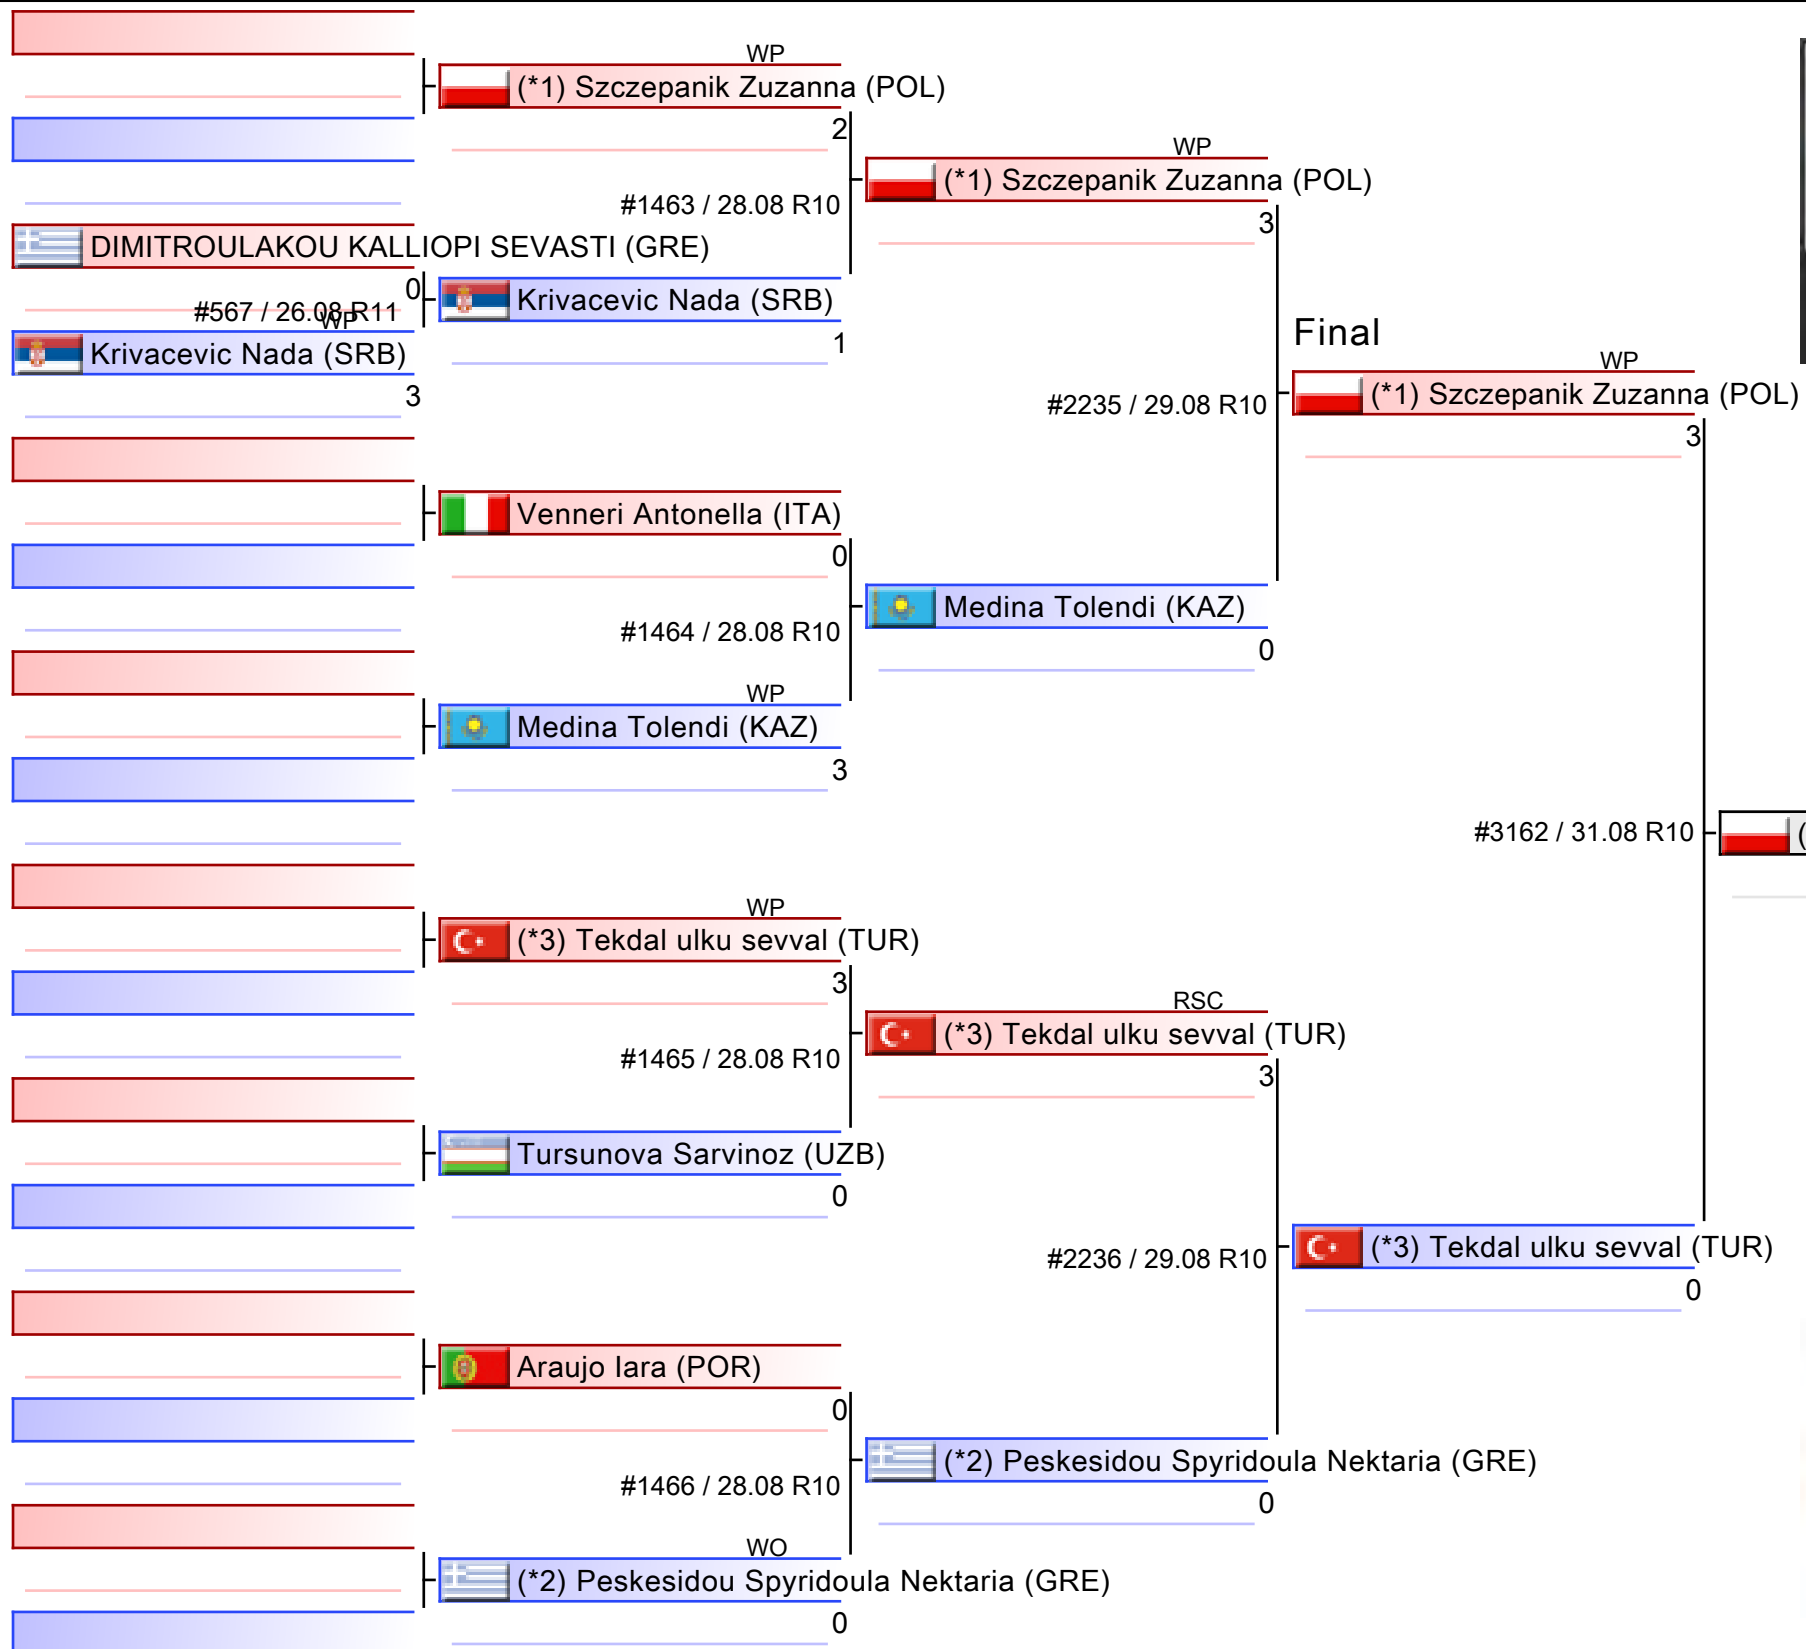 WP
(*1) Szczepanik Zuzanna (POL)
2
WP
(*1) Szczepanik Zuzanna (POL)
#1463 / 28.08 R10
3
DIMITROULAKOU KALLIOPI SEVASTI (GRE)
0
#567 / 26.08 R11
Krivacevic Nada (SRB)
WP
Krivacevic Nada (SRB)
1
3
Final
WP
(*1) Szczepanik Zuzanna (POL)
#2235 / 29.08 R10
3
Venneri Antonella (ITA)
0
Medina Tolendi (KAZ)
#1464 / 28.08 R10
0
WP
Medina Tolendi (KAZ)
3
#3162 / 31.08 R10
(
WP
(*3) Tekdal ulku sevval (TUR)
3
RSC
(*3) Tekdal ulku sevval (TUR)
#1465 / 28.08 R10
3
Tursunova Sarvinoz (UZB)
0
(*3) Tekdal ulku sevval (TUR)
#2236 / 29.08 R10
0
Araujo Iara (POR)
0
(*2) Peskesidou Spyridoula Nektaria (GRE)
#1466 / 28.08 R10
0
WO
(*2) Peskesidou Spyridoula Nektaria (GRE)
0